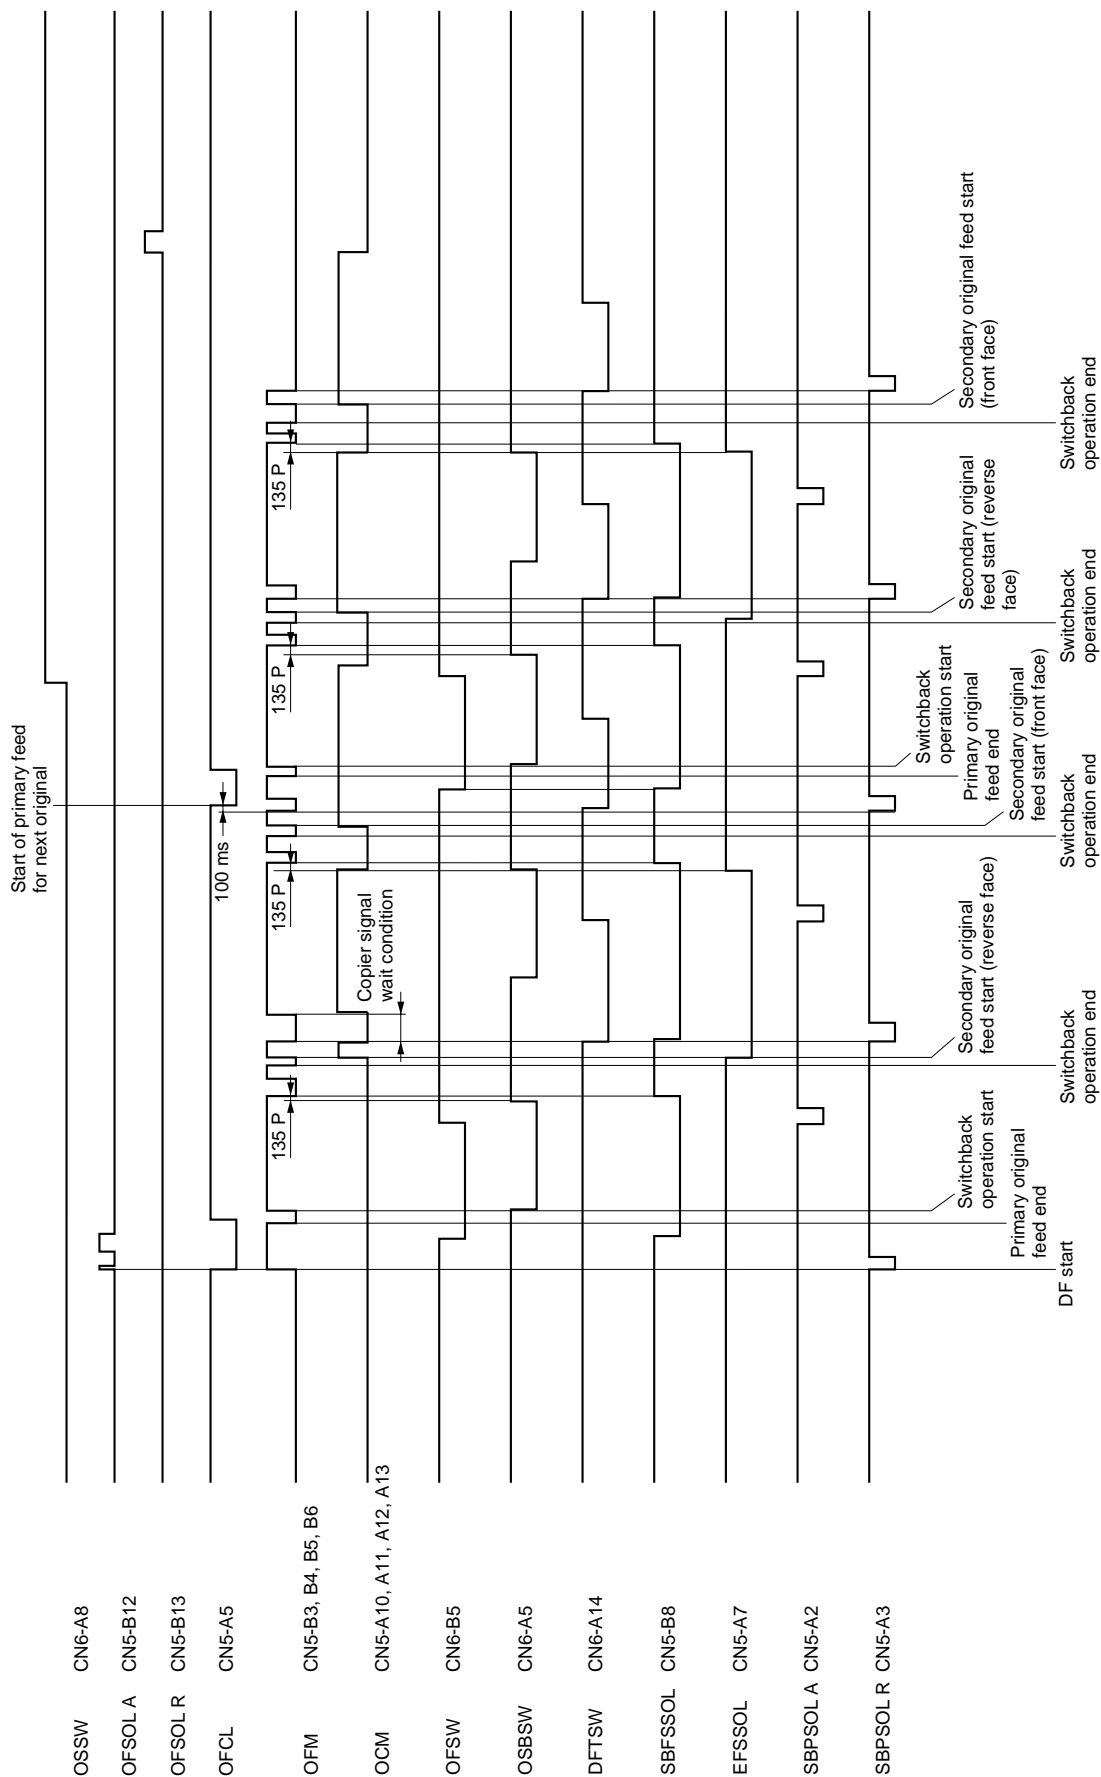 Start of primary feed
for next original
OSSW CN6-A8
OFSOL A CN5-B12
OFSOL R CN5-B13
OFCL CN5-A5
100 ms
OFM CN5-B3, B4, B5, B6
135 P
135 P
135 P
135 P
OCM CN5-A10, A11, A12, A13
Copier signal
wait condition
OFSW CN6-B5
OSBSW CN6-A5
DFTSW CN6-A14
SBFSSOL CN5-B8
EFSSOL CN5-A7
SBPSOL A CN5-A2
SBPSOL R CN5-A3
DF start
Primary original
feed end
Switchback
operation start
Switchback
operation end
Secondary original
feed start (reverse face)
Switchback
operation end
Secondary original
feed start (front face)
Primary original
feed end
Switchback
operation start
Switchback
operation end
Secondary original
feed start (reverse
face)
Switchback
operation end
Secondary original feed start
(front face)